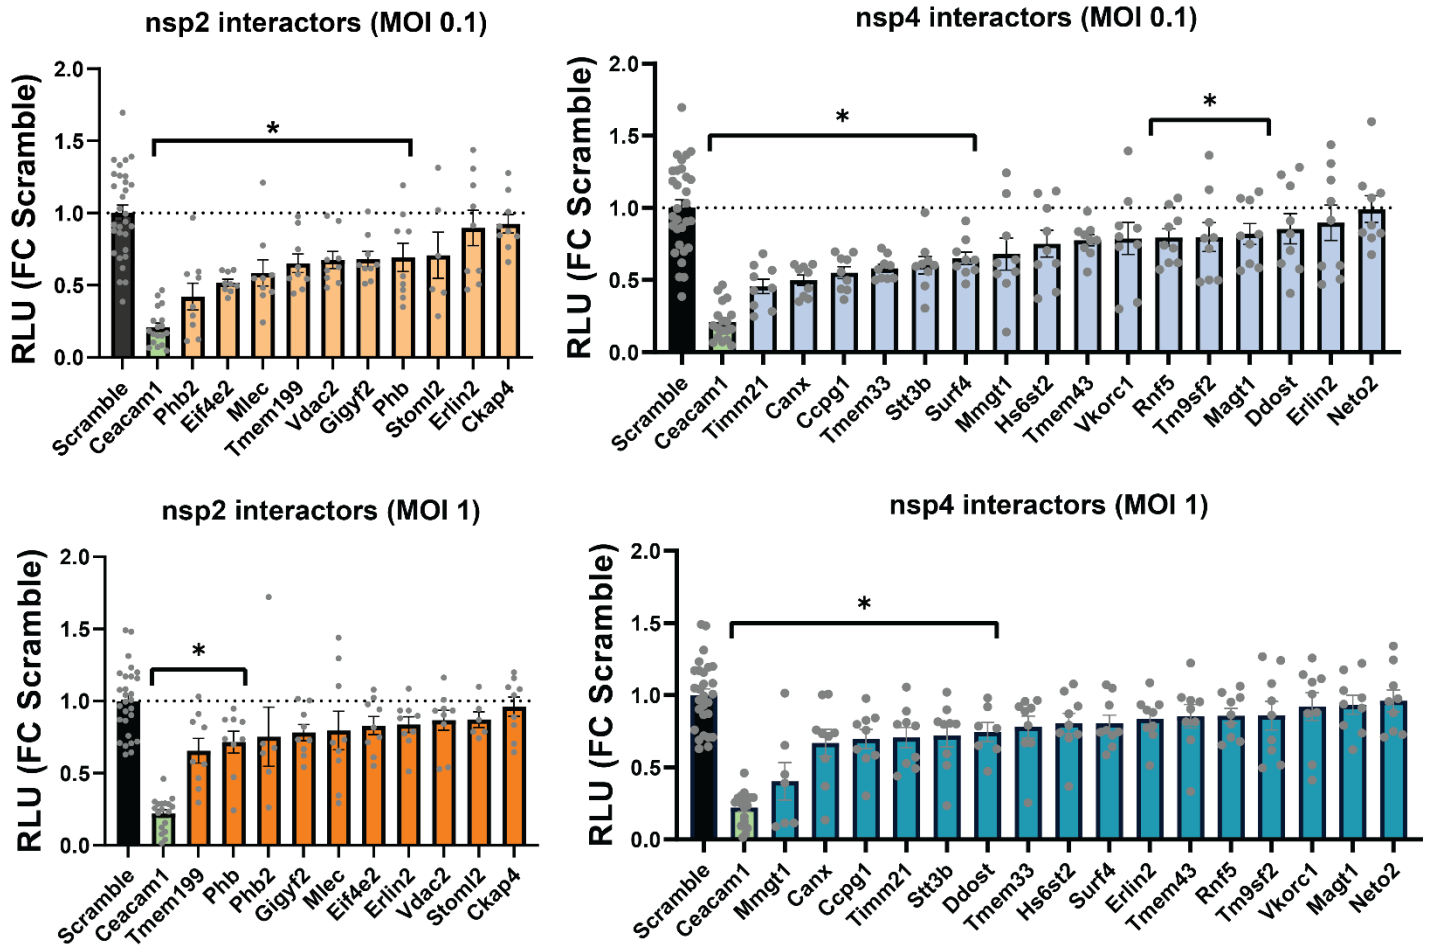 nsp2 interactors (MOI 0.1)
RLU (FC Scramble)
2.0
1.5
1.0
0.5
0.0
*
Scramble
Ceacam1
Phb2
Eif4e2
Mlec
Tmem199
Vdac2
Gigyf2
Phb
Stoml2
Erlin2
Ckap4
nsp4 interactors (MOI 0.1)
RLU (FC Scramble)
2.0
1.5
1.0
0.5
0.0
*
*
Scramble
Ceacam1
Timm21
Canx
Ccpg1
Tmem33
Stt3b
Surf4
Mmgt1
Hs6st2
Tmem43
Vkorc1
Rnf5
Tm9sf2
Magt1
Ddost
Erlin2
Neto2
nsp2 interactors (MOI 1)
RLU (FC Scramble)
2.0
1.5
1.0
0.5
0.0
*
Scramble
Ceacam1
Tmem199
Phb
Phb2
Gigyf2
Mlec
Eif4e2
Erlin2
Vdac2
Stoml2
Ckap4
nsp4 interactors (MOI 1)
RLU (FC Scramble)
2.0
1.5
1.0
0.5
0.0
*
Scramble
Ceacam1
Mmgt1
Canx
Ccpg1
Timm21
Stt3b
Ddost
Tmem33
Hs6st2
Surf4
Erlin2
Tmem43
Rnf5
Tm9sf2
Vkorc1
Magt1
Neto2